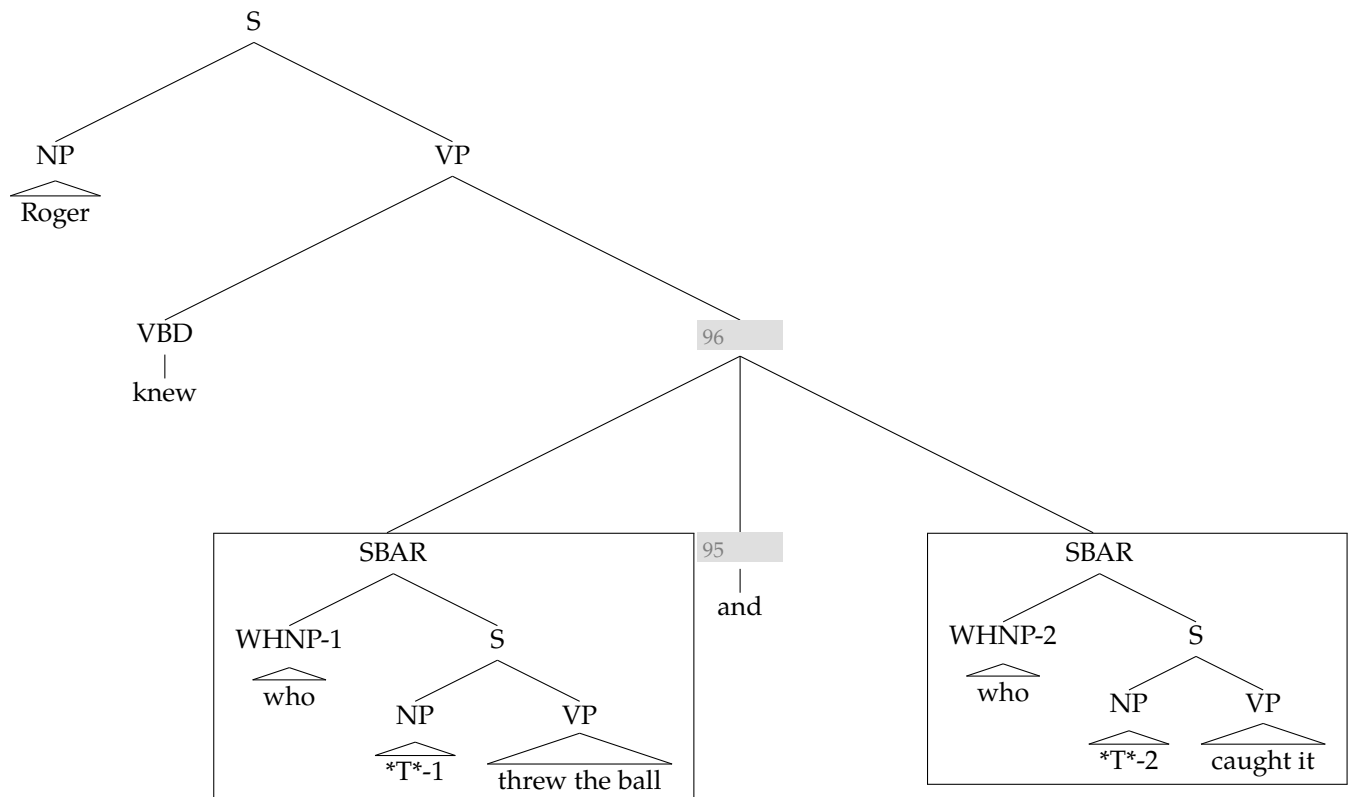 S
NP VP
Roger
VBD 96
knew
SBAR 95 SBAR
and
WHNP-1 S WHNP-2 S
who who
NP VP NP VP
*T*-1 threw the ball *T*-2 caught it